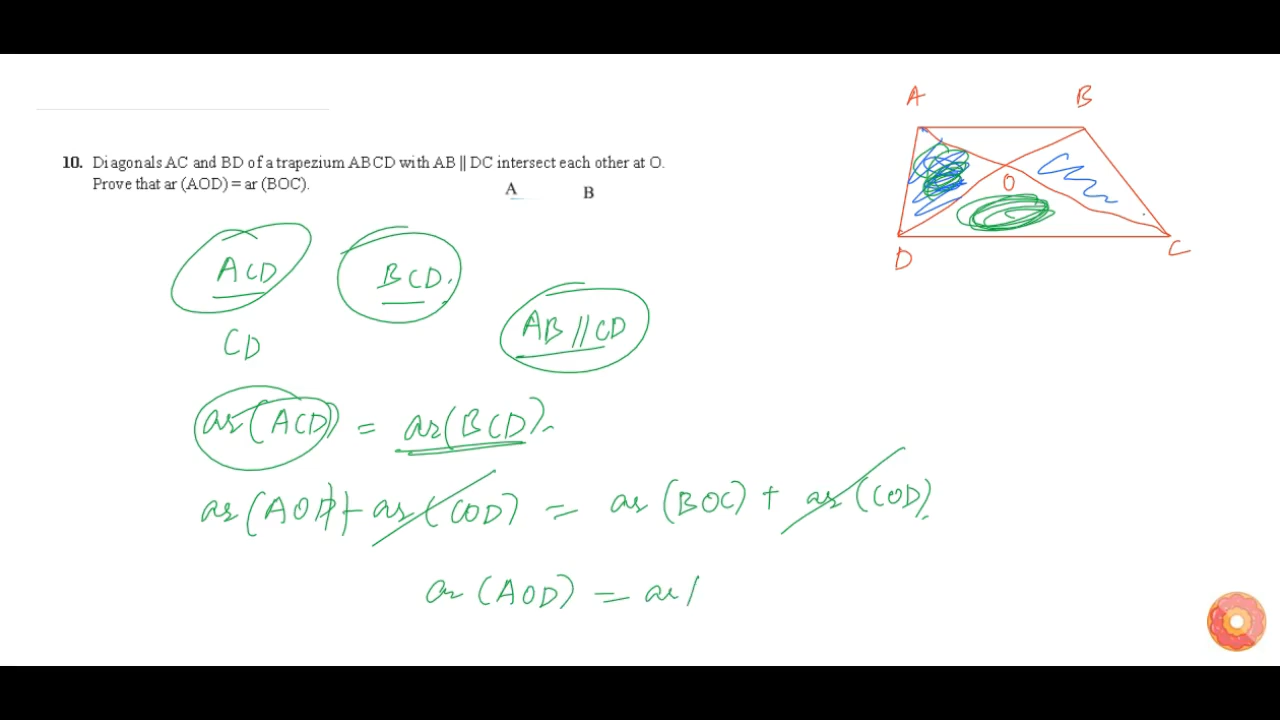 A B
10. Diagonals AC and BD of a trapezium ABCD with AB || DC intersect each other at O.
Prove that ar (AOD) = ar (BOC).
A B
O
D C
ACD BCD.
AB // CD
CD
ar(ACD) = ar(BCD).
ar(AOD) + ar(COD) = ar(BOC) + ar(COD).
ar(AOD) = ar(